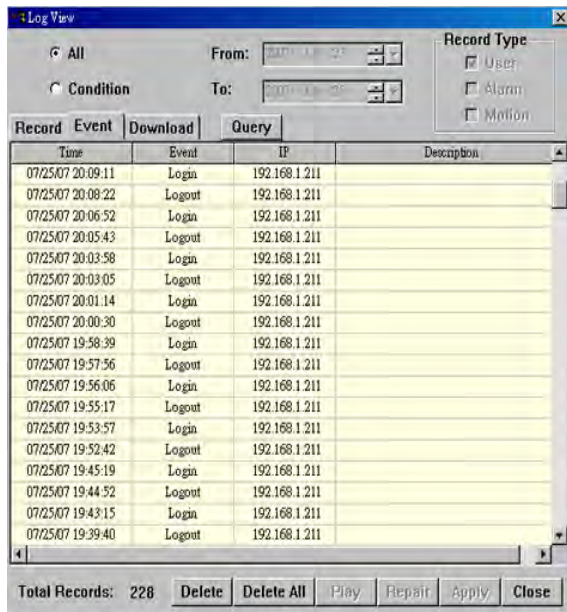 Log View
All From: Record Type
User
Condition To: Alarm
Motion
Record Event Download Query
Time Event IP Description
07/25/07 20:09:11 Login 192.168.1.211
07/25/07 20:08:22 Logout 192.168.1.211
07/25/07 20:06:52 Login 192.168.1.211
07/25/07 20:05:43 Logout 192.168.1.211
07/25/07 20:03:58 Login 192.168.1.211
07/25/07 20:03:05 Logout 192.168.1.211
07/25/07 20:01:14 Login 192.168.1.211
07/25/07 20:00:30 Logout 192.168.1.211
07/25/07 19:58:39 Login 192.168.1.211
07/25/07 19:57:56 Logout 192.168.1.211
07/25/07 19:56:06 Login 192.168.1.211
07/25/07 19:55:17 Logout 192.168.1.211
07/25/07 19:53:57 Login 192.168.1.211
07/25/07 19:52:42 Logout 192.168.1.211
07/25/07 19:45:19 Login 192.168.1.211
07/25/07 19:44:52 Logout 192.168.1.211
07/25/07 19:43:15 Login 192.168.1.211
07/25/07 19:39:40 Logout 192.168.1.211
Total Records: 228 Delete Delete All Play Repair Apply Close